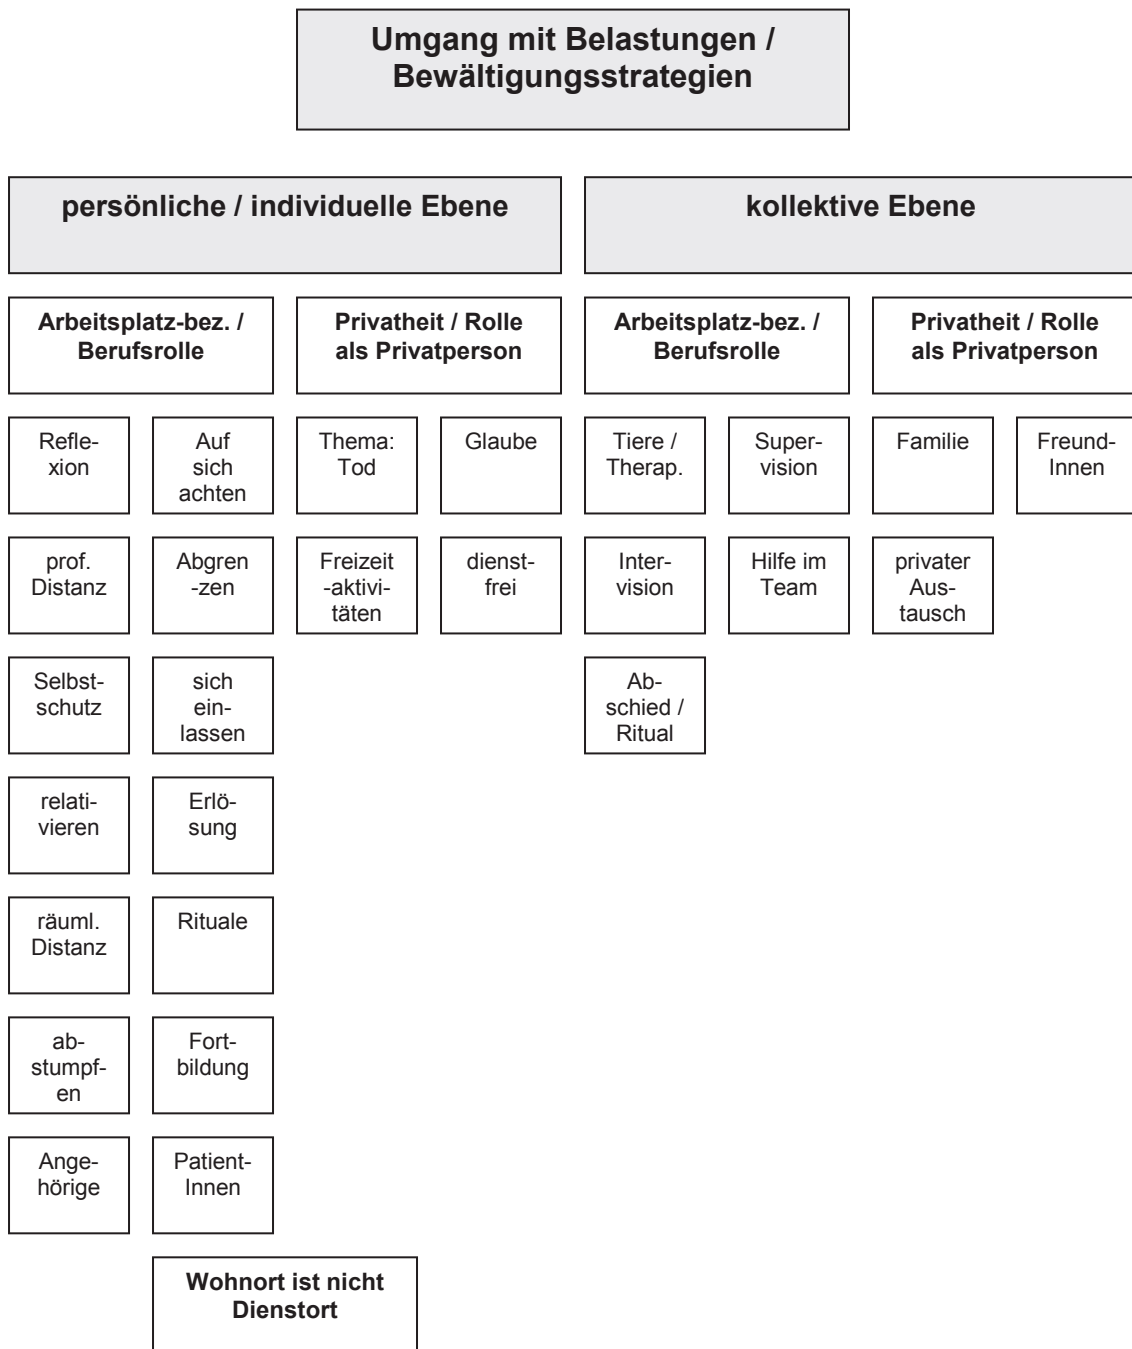 Umgang mit Belastungen /
Bewältigungsstrategien
persönliche / individuelle Ebene
kollektive Ebene
Arbeitsplatz-bez. /
Berufsrolle
Privatheit / Rolle
als Privatperson
Arbeitsplatz-bez. /
Berufsrolle
Privatheit / Rolle
als Privatperson
Refle-
xion
Auf
sich
achten
Thema:
Tod
Glaube
Tiere /
Therap.
Super-
vision
Familie
Freund-
Innen
prof.
Distanz
Abgren
-zen
Freizeit
-aktivi-
täten
dienst-
frei
Inter-
vision
Hilfe im
Team
privater
Aus-
tausch
Selbst-
schutz
sich
ein-
lassen
Ab-
schied /
Ritual
relati-
vieren
Erlö-
sung
räuml.
Distanz
Rituale
ab-
stumpf-
en
Fort-
bildung
Ange-
hörige
Patient-
Innen
Wohnort ist nicht
Dienstort